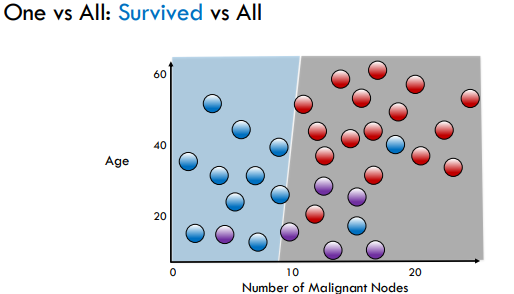 One vs All: Survived vs All
60
40
Age
20
0 10 20
Number of Malignant Nodes